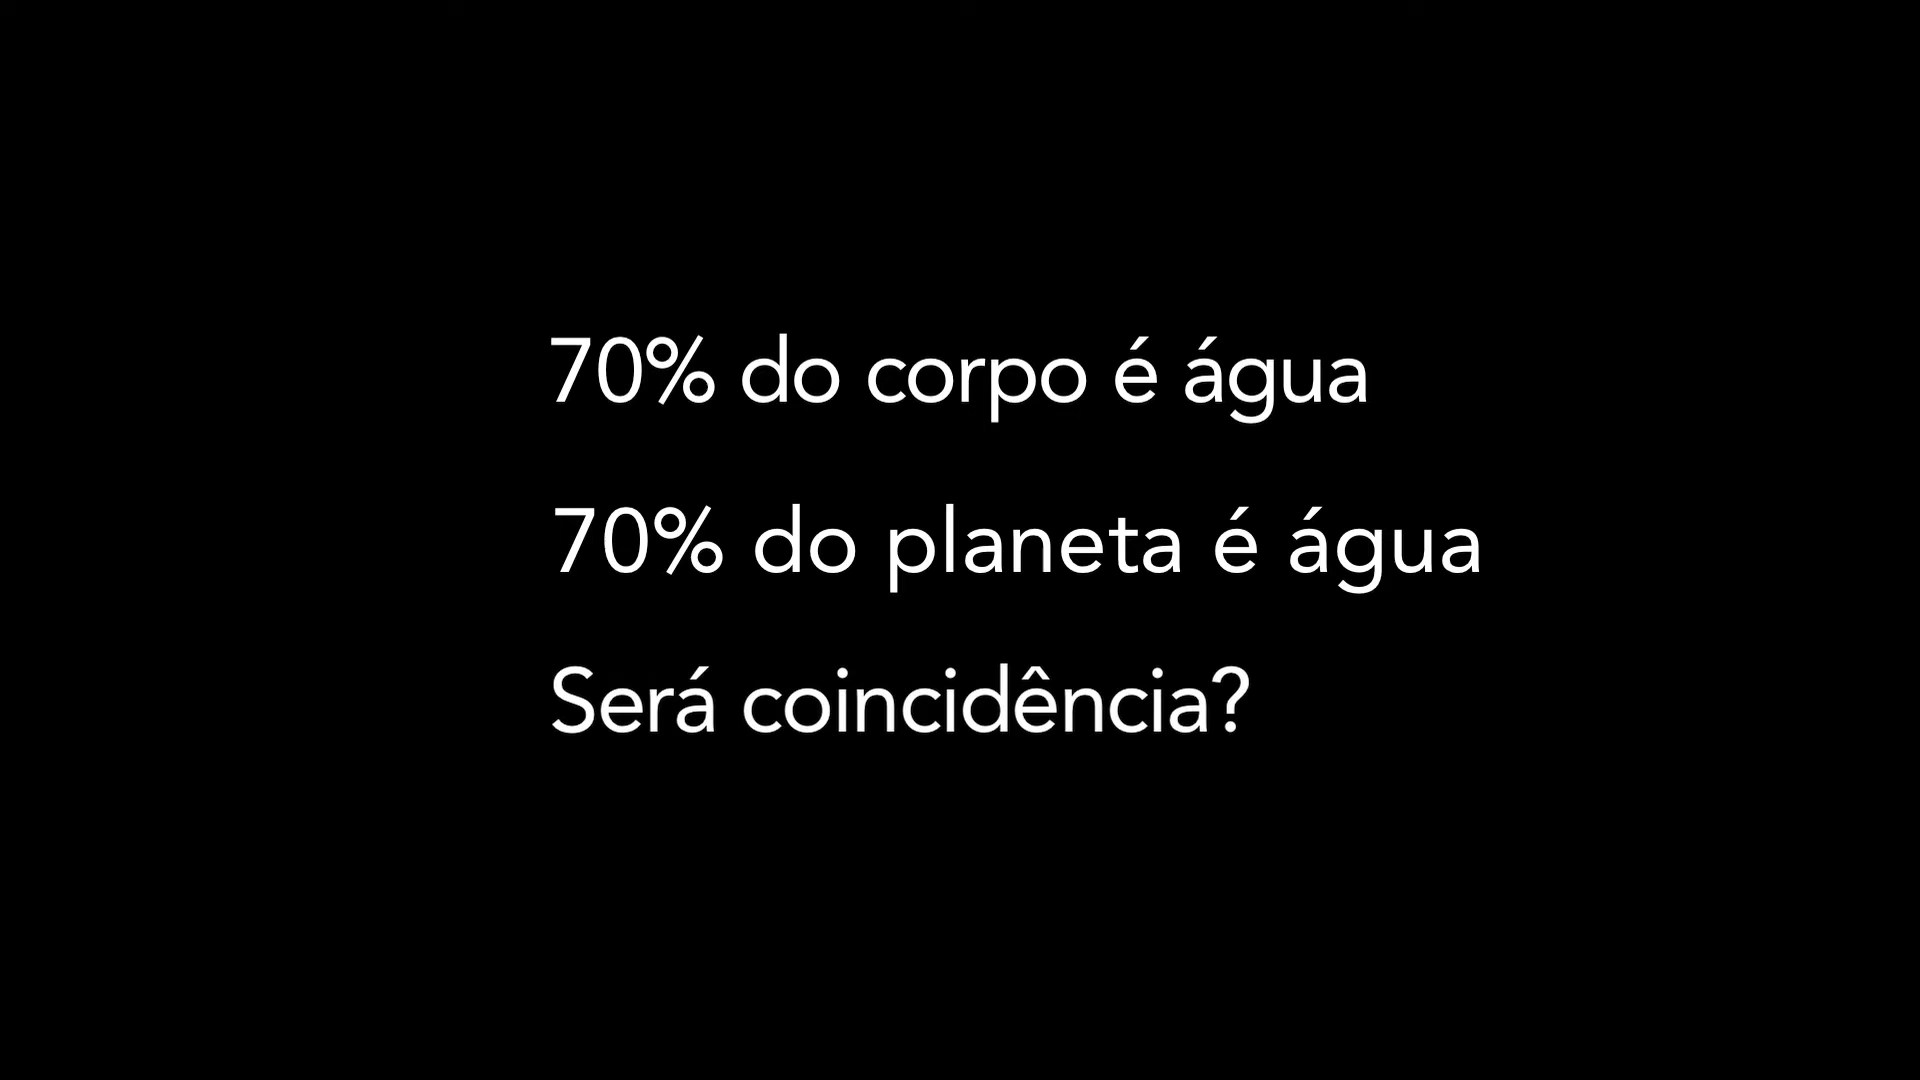 70% do corpo é água
70% do planeta é água
Será coincidência?